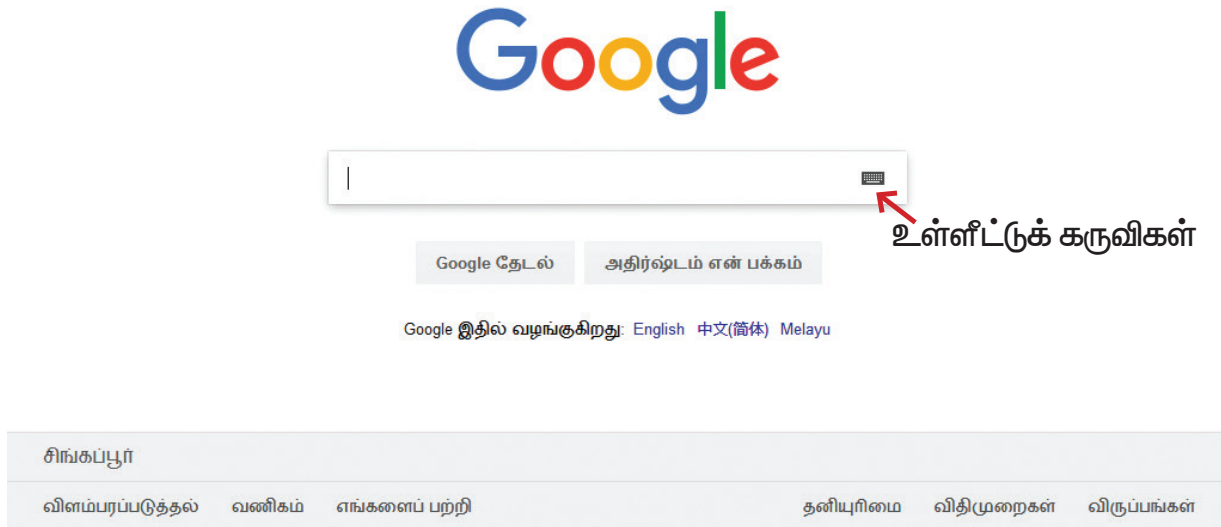 Google
உள்ளீட்டுக் கருவிகள்
Google தேடல் அதிர்ஷ்டம் என் பக்கம்
Google இதில் வழங்குகிறது: English 中文(简体) Melayu
சிங்கப்பூர்
விளம்பரப்படுத்தல் வணிகம் எங்களைப் பற்றி தனியுரிமை விதிமுறைகள் விருப்பங்கள்